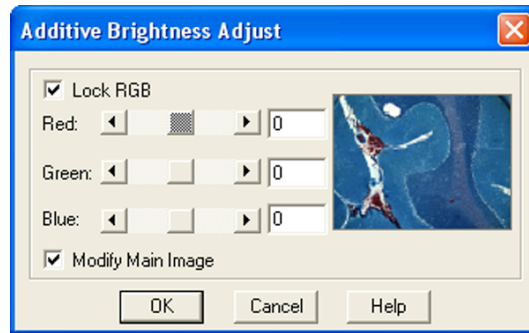 Additive Brightness Adjust
Lock RGB
Red: 0
Green: 0
Blue: 0
Modify Main Image
OK Cancel Help